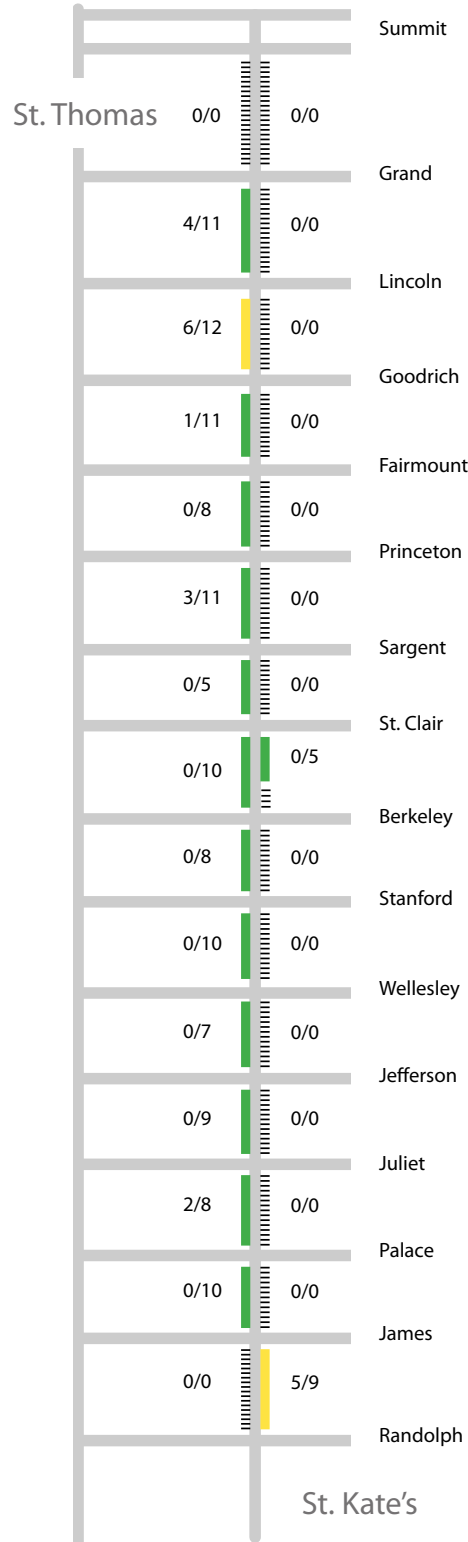 Summit
St. Thomas
0/0 0/0
Grand
4/11 0/0
Lincoln
6/12 0/0
Goodrich
1/11 0/0
Fairmount
0/8 0/0
Princeton
3/11 0/0
Sargent
0/5 0/0
St. Clair
0/10 0/5
Berkeley
0/8 0/0
Stanford
0/10 0/0
Wellesley
0/7 0/0
Jefferson
0/9 0/0
Juliet
2/8 0/0
Palace
0/10 0/0
James
0/0 5/9
Randolph
St. Kate's